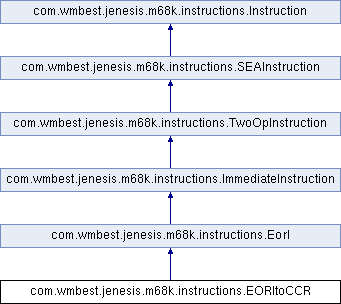 com.wmbest.jenesis.m68k.instructions.Instruction
com.wmbest.jenesis.m68k.instructions.SEAInstruction
com.wmbest.jenesis.m68k.instructions.TwoOpInstruction
com.wmbest.jenesis.m68k.instructions.ImmediateInstruction
com.wmbest.jenesis.m68k.instructions.EorI
com.wmbest.jenesis.m68k.instructions.EORItoCCR